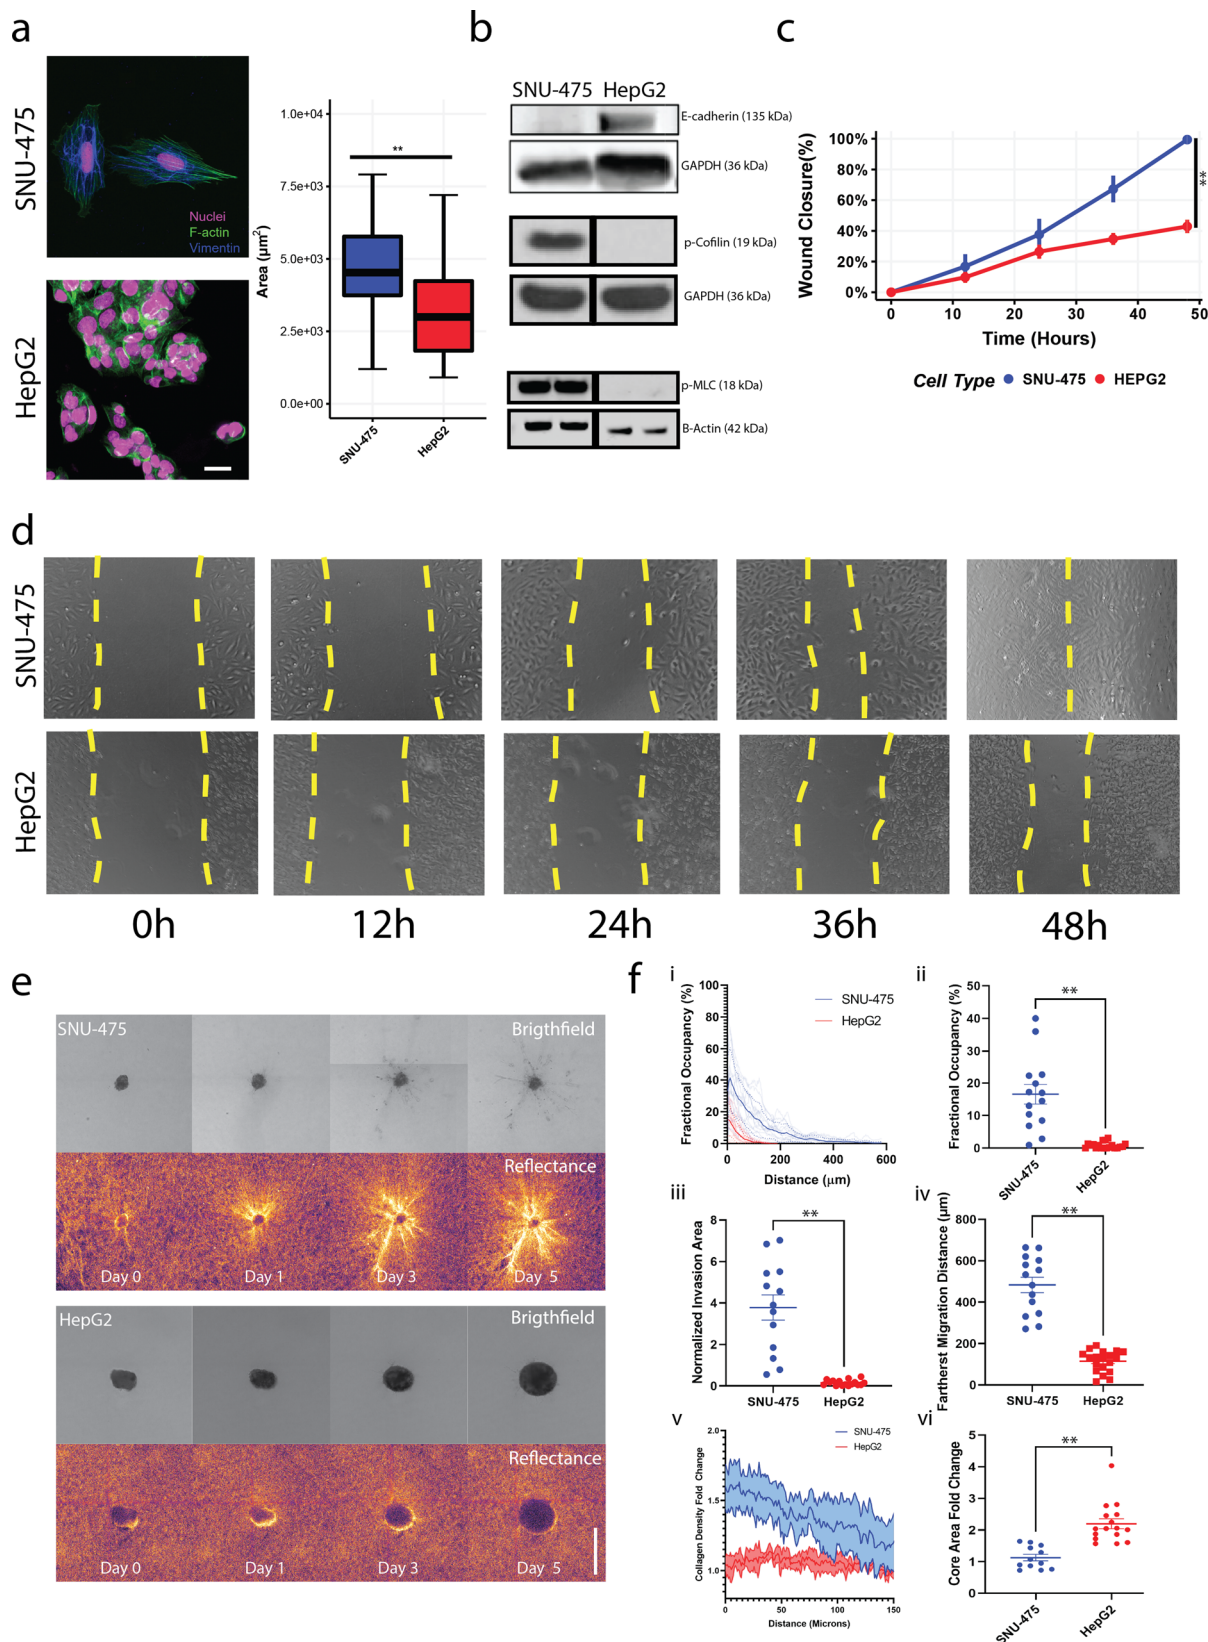 a
SNU-475
Nuclei
F-actin
Vimentin
HepG2
Area (µm²)
1.0e+04
7.5e+03
5.0e+03
2.5e+03
0.0e+00
**
SNU-475
HepG2
b
SNU-475 HepG2
E-cadherin (135 kDa)
GAPDH (36 kDa)
p-Cofilin (19 kDa)
GAPDH (36 kDa)
p-MLC (18 kDa)
B-Actin (42 kDa)
c
Wound Closure(%)
100%
80%
60%
40%
20%
0%
**
0 10 20 30 40 50
Time (Hours)
Cell Type SNU-475 HEPG2
d
SNU-475
HepG2
0h 12h 24h 36h 48h
e
SNU-475
Brigthfield
Reflectance
Day 0 Day 1 Day 3 Day 5
HepG2
Brigthfield
Reflectance
Day 0 Day 1 Day 3 Day 5
f
i
Fractional Occupancy (%)
100
80
60
40
20
0
SNU-475
HepG2
0 200 400 600
Distance (µm)
ii
Fractional Occupancy (%)
50
40
30
20
10
0
**
SNU-475
HepG2
iii
Normalized Invasion Area
8
6
4
2
0
**
SNU-475 HepG2
iv
Fartherst Migration Distance (µm)
800
600
400
200
0
**
SNU-475 HepG2
v
Collagen Density Fold Change
2.0
1.5
1.0
SNU-475
HepG2
0 50 100 150
Distance (Microns)
vi
Core Area Fold Change
5
4
3
2
1
0
**
SNU-475
HepG2